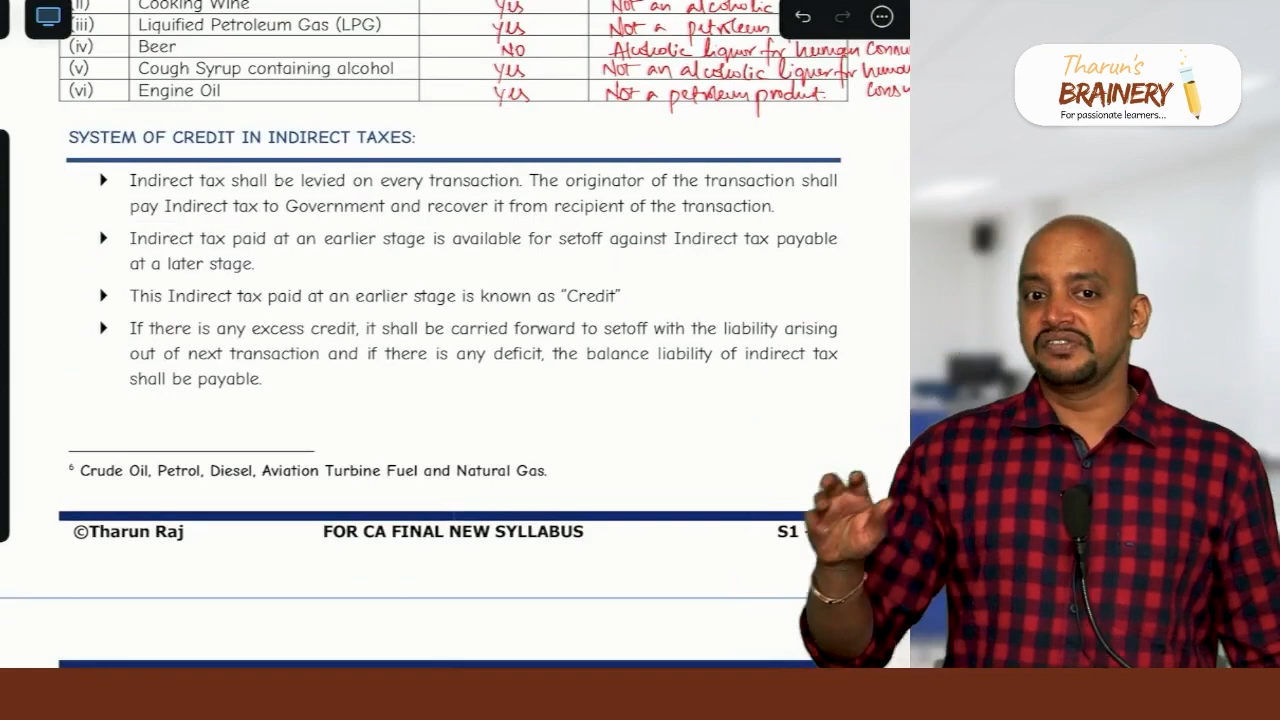 (ii) Cooking Wine Yes Not an alcoholic
(iii) Liquified Petroleum Gas (LPG) Yes Not a petroleum
(iv) Beer No Alcoholic liquor for human
(v) Cough Syrup containing alcohol Yes Not an alcoholic liquor for human
(vi) Engine Oil Yes Not a petroleum product.
SYSTEM OF CREDIT IN INDIRECT TAXES:
Indirect tax shall be levied on every transaction. The originator of the transaction shall
pay Indirect tax to Government and recover it from recipient of the transaction.
Indirect tax paid at an earlier stage is available for setoff against Indirect tax payable
at a later stage.
This Indirect tax paid at an earlier stage is known as "Credit"
If there is any excess credit, it shall be carried forward to setoff with the liability arising
out of next transaction and if there is any deficit, the balance liability of indirect tax
shall be payable.
6 Crude Oil, Petrol, Diesel, Aviation Turbine Fuel and Natural Gas.
©Tharun Raj FOR CA FINAL NEW SYLLABUS S1
Tharun's
BRAINERY
For passionate learners...